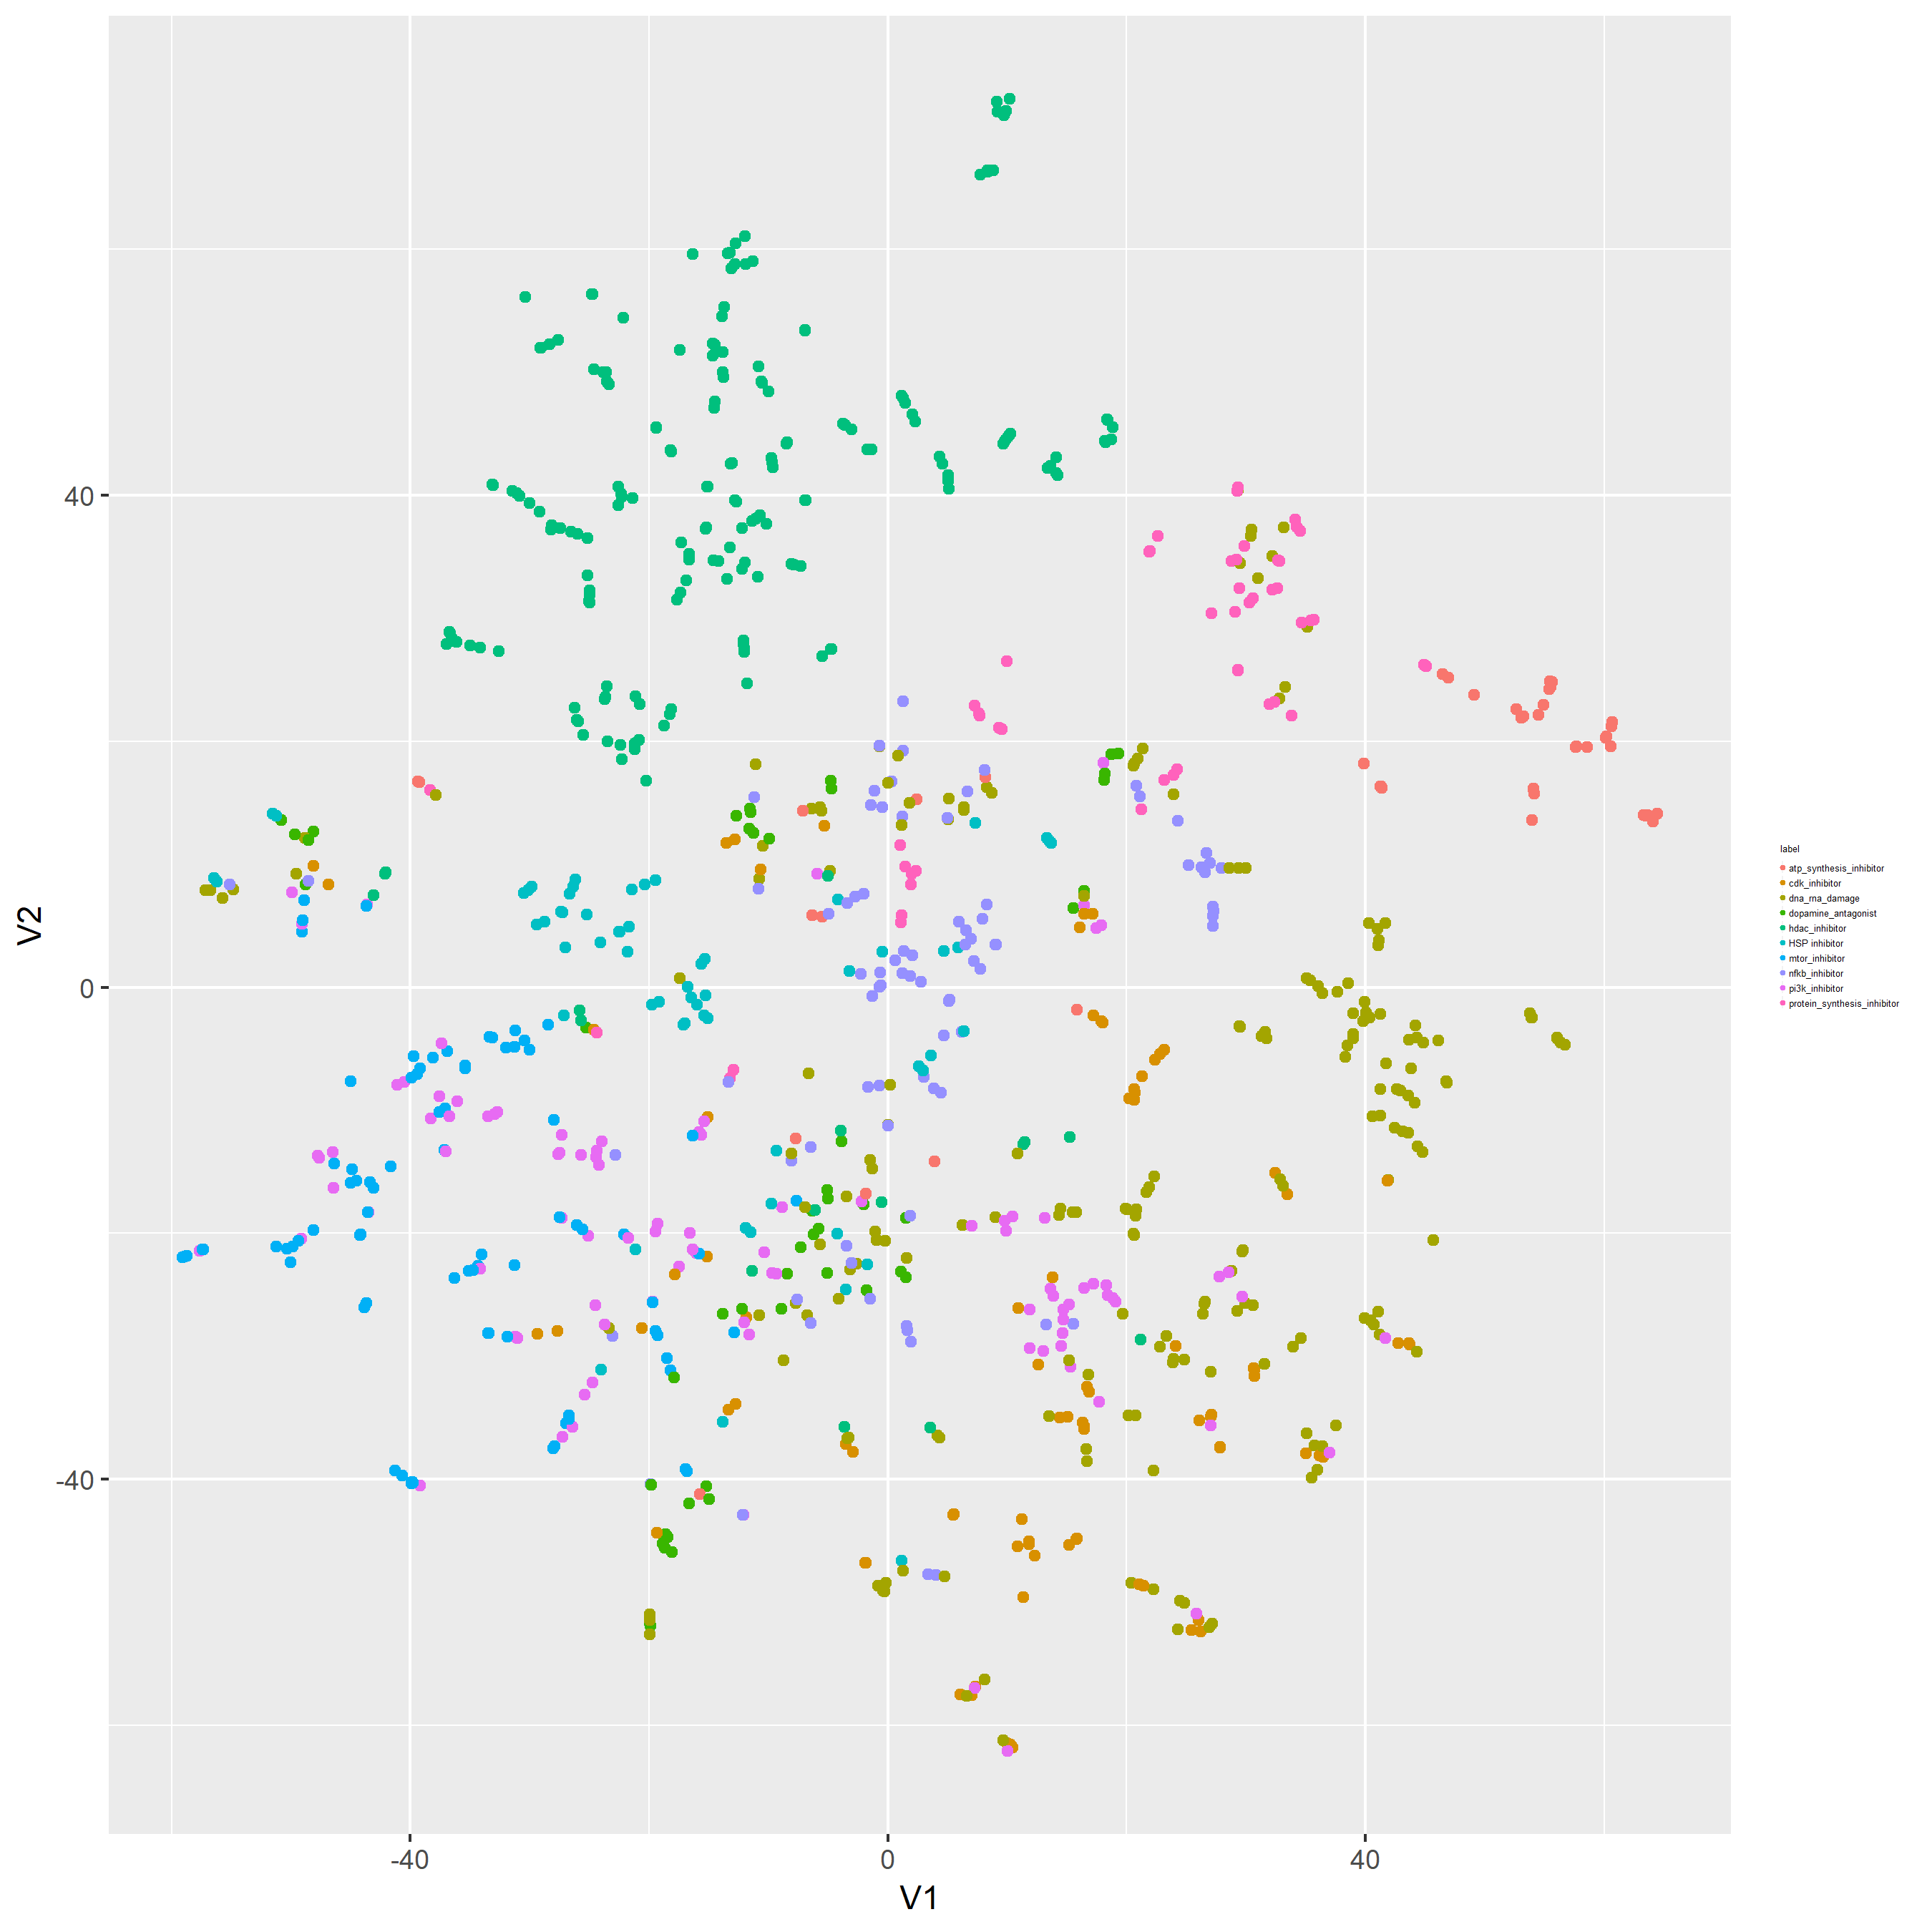 40
0
-40
V2
-40
0
40
V1
label
atp_synthesis_inhibitor
cdk_inhibitor
dna_rna_damage
dopamine_antagonist
hdac_inhibitor
HSP inhibitor
mtor_inhibitor
nfkb_inhibitor
pi3k_inhibitor
protein_synthesis_inhibitor